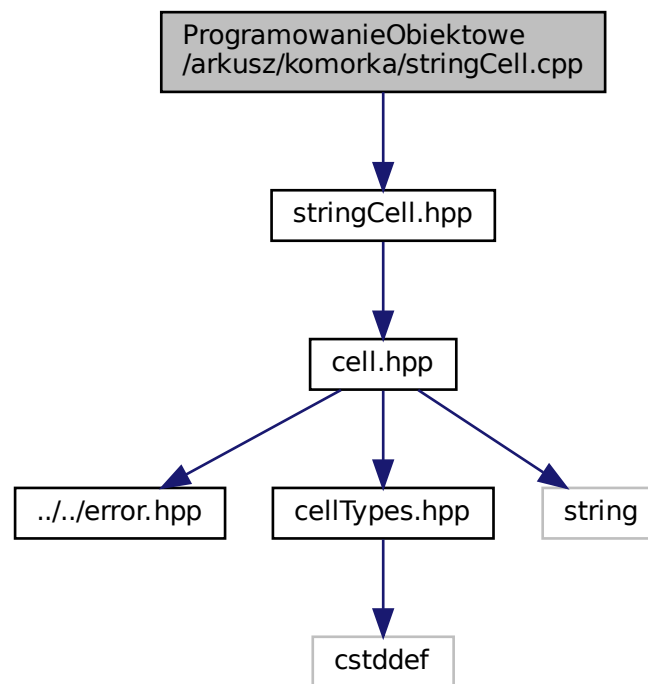 ProgramowanieObiektowe
/arkusz/komorka/stringCell.cpp
stringCell.hpp
cell.hpp
../../error.hpp
cellTypes.hpp
string
cstddef